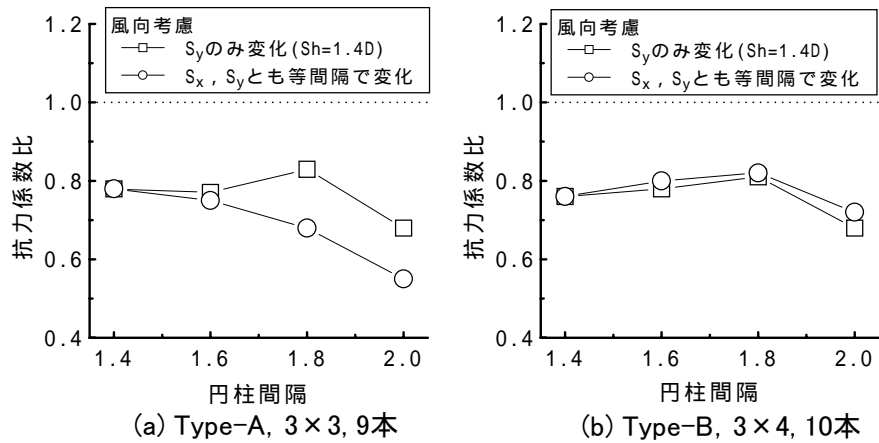 風向考慮
Syのみ変化(Sh=1.4D)
Sx , Syとも等間隔で変化
1.2
1.0
0.8
0.6
0.4
抗力係数比
1.4 1.6 1.8 2.0
円柱間隔
(a) Type-A, 3×3, 9本
風向考慮
Syのみ変化(Sh=1.4D)
Sx , Syとも等間隔で変化
1.2
1.0
0.8
0.6
0.4
抗力係数比
1.4 1.6 1.8 2.0
円柱間隔
(b) Type-B, 3×4, 10本